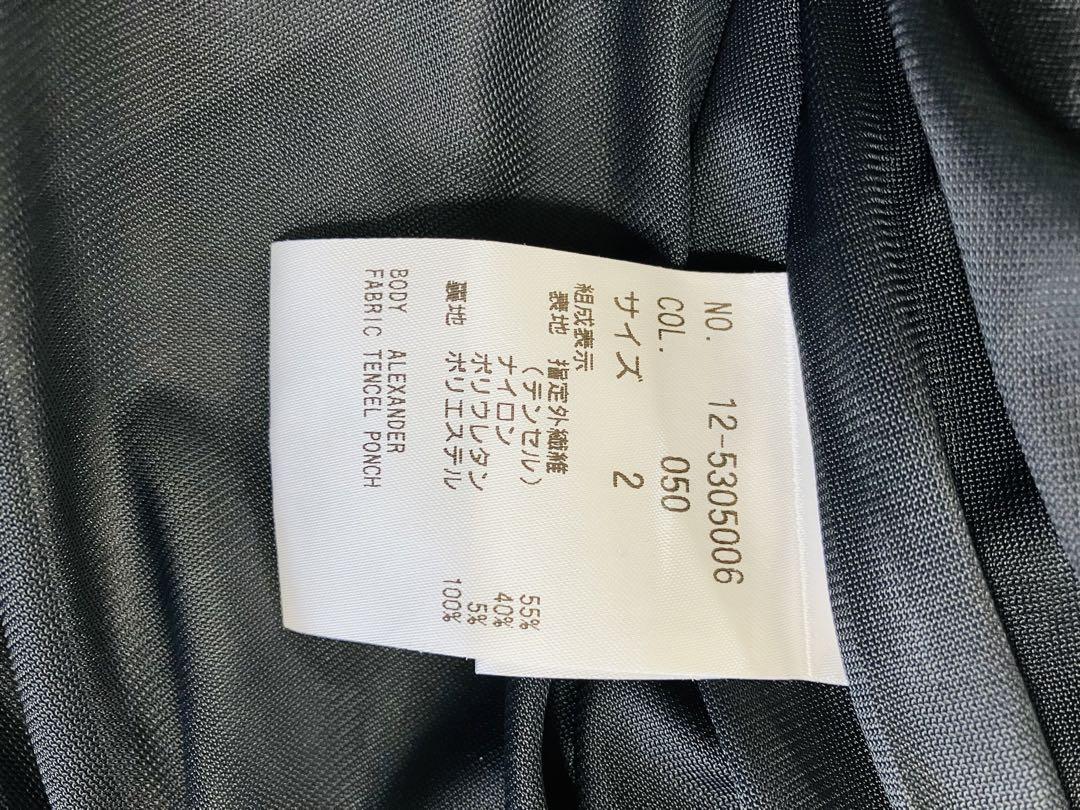 NO. 12-5305006
COL. 050
サイズ 2
組成表示
表地 指定外繊維
(テンセル) 55%
ナイロン 40%
ポリウレタン 5%
裏地 ポリエステル 100%
BODY. ALEXANDER
FABRIC TENCEL PONCH